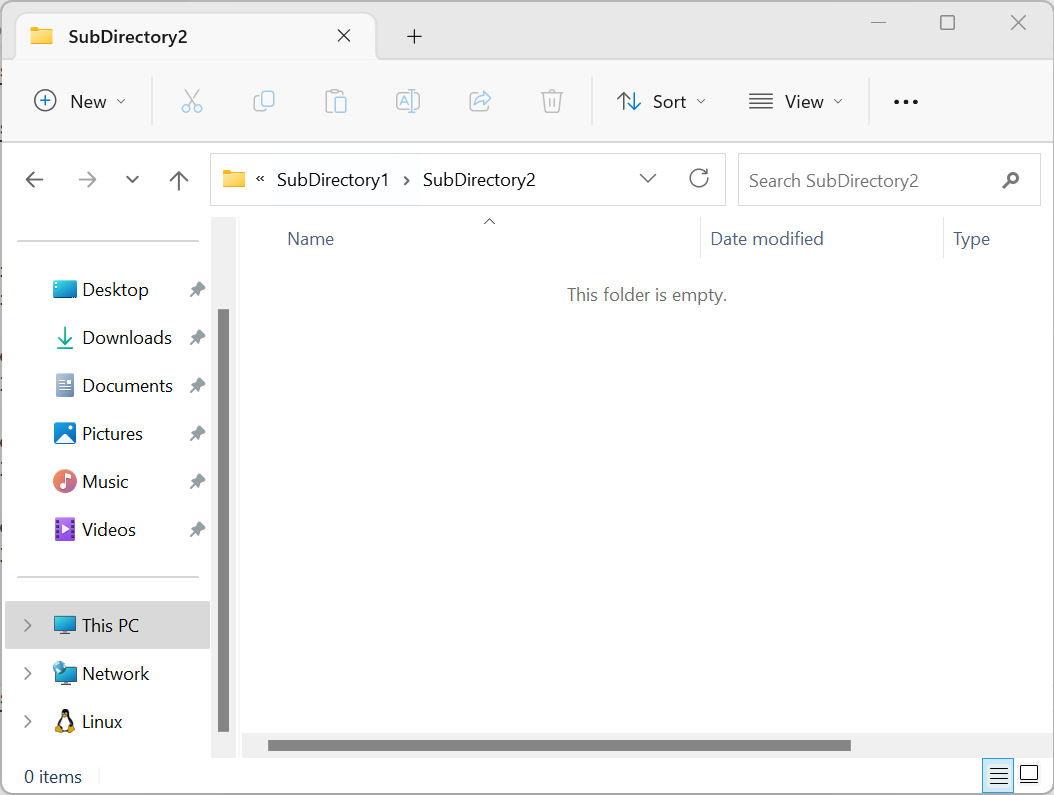 SubDirectory2
New
Sort
View
« SubDirectory1 › SubDirectory2
Search SubDirectory2
Name Date modified Type
This folder is empty.
Desktop
Downloads
Documents
Pictures
Music
Videos
This PC
Network
Linux
0 items